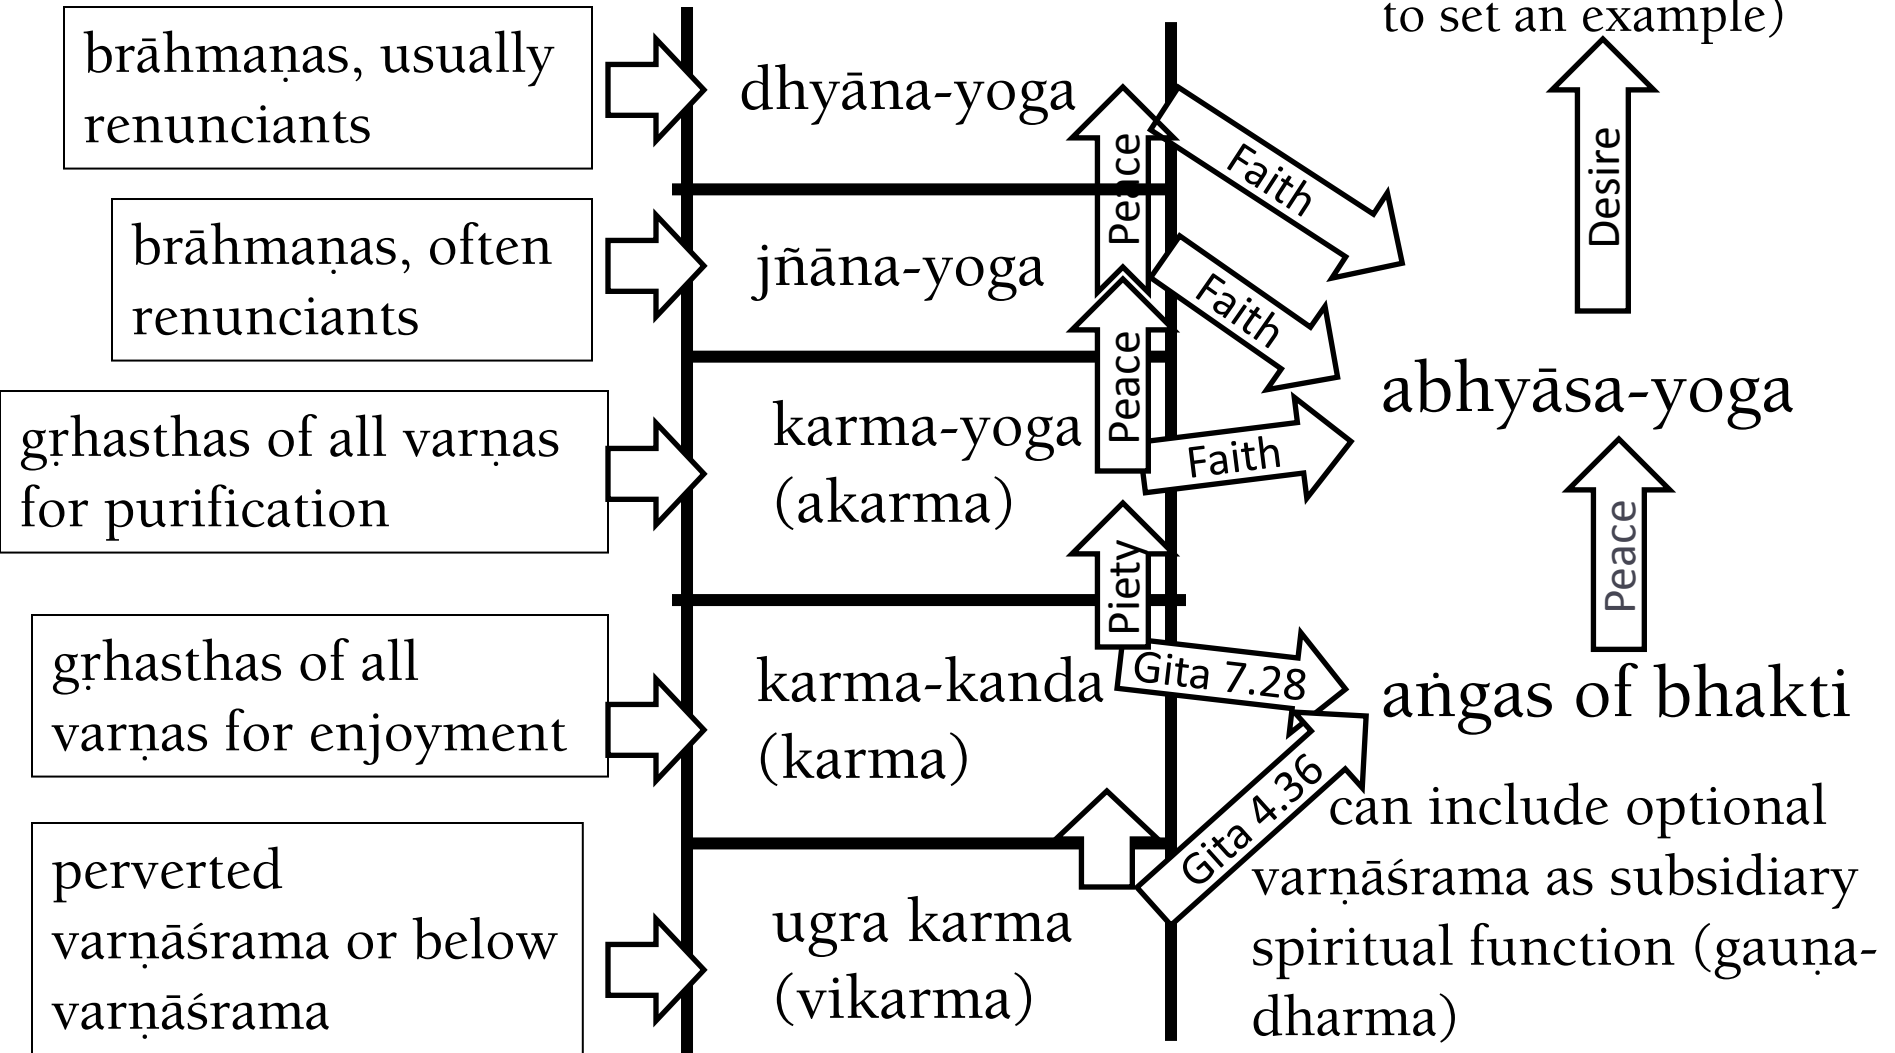 to set an example)
brāhmaṇas, usually
renunciants
dhyāna-yoga
Peace
Faith
Desire
brāhmaṇas, often
renunciants
jñāna-yoga
Peace
Faith
abhyāsa-yoga
gṛhasthas of all varṇas
for purification
karma-yoga
(akarma)
Faith
Piety
Peace
gṛhasthas of all
varṇas for enjoyment
karma-kanda
(karma)
Gita 7.28
aṅgas of bhakti
Gita 4.36
can include optional
varṇāśrama as subsidiary
spiritual function (gauṇa-
dharma)
perverted
varṇāśrama or below
varṇāśrama
ugra karma
(vikarma)